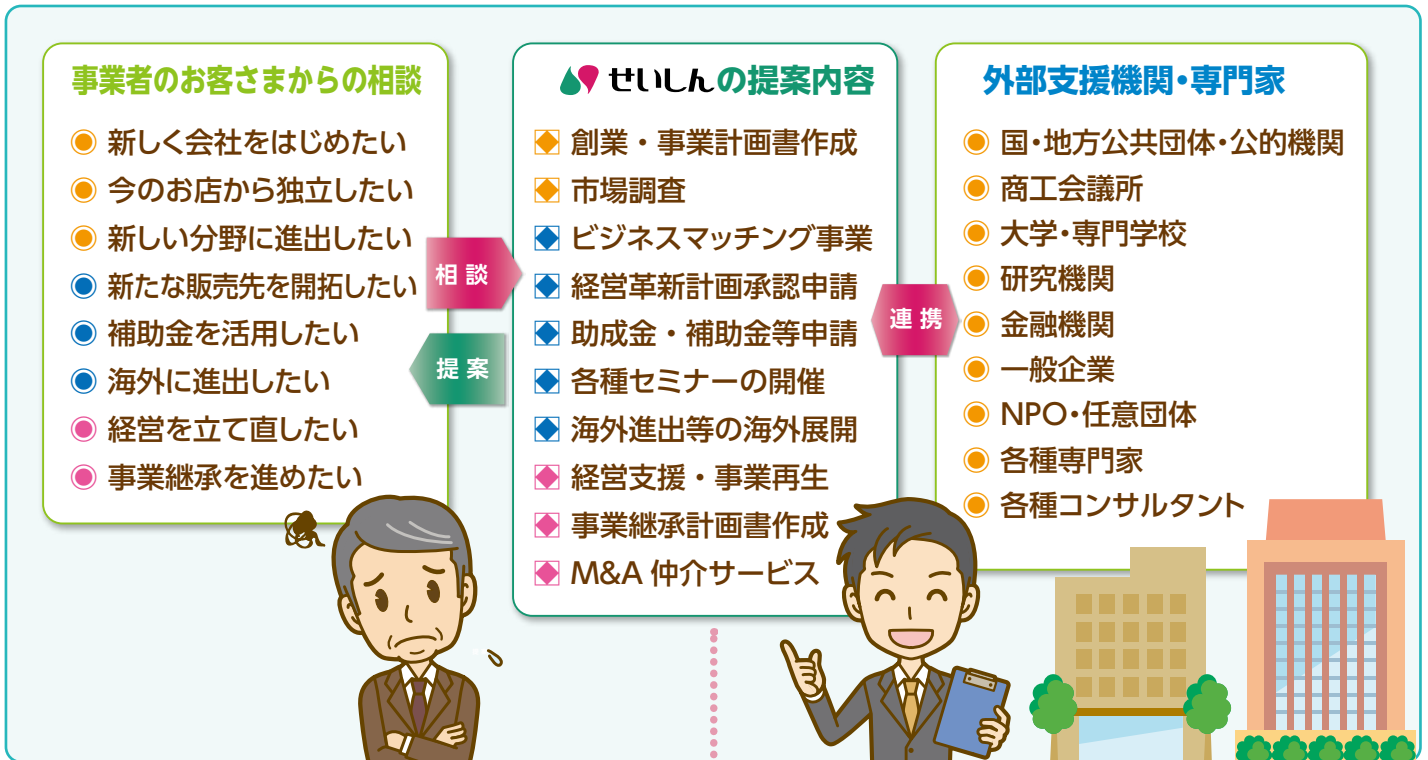 事業者のお客さまからの相談
新しく会社をはじめたい
今のお店から独立したい
新しい分野に進出したい
新たな販売先を開拓したい
補助金を活用したい
海外に進出したい
経営を立て直したい
事業継承を進めたい
相談
提案
せいしんの提案内容
創業・事業計画書作成
市場調査
ビジネスマッチング事業
経営革新計画承認申請
助成金・補助金等申請
各種セミナーの開催
海外進出等の海外展開
経営支援・事業再生
事業継承計画書作成
M&A 仲介サービス
連携
外部支援機関・専門家
国・地方公共団体・公的機関
商工会議所
大学・専門学校
研究機関
金融機関
一般企業
NPO・任意団体
各種専門家
各種コンサルタント